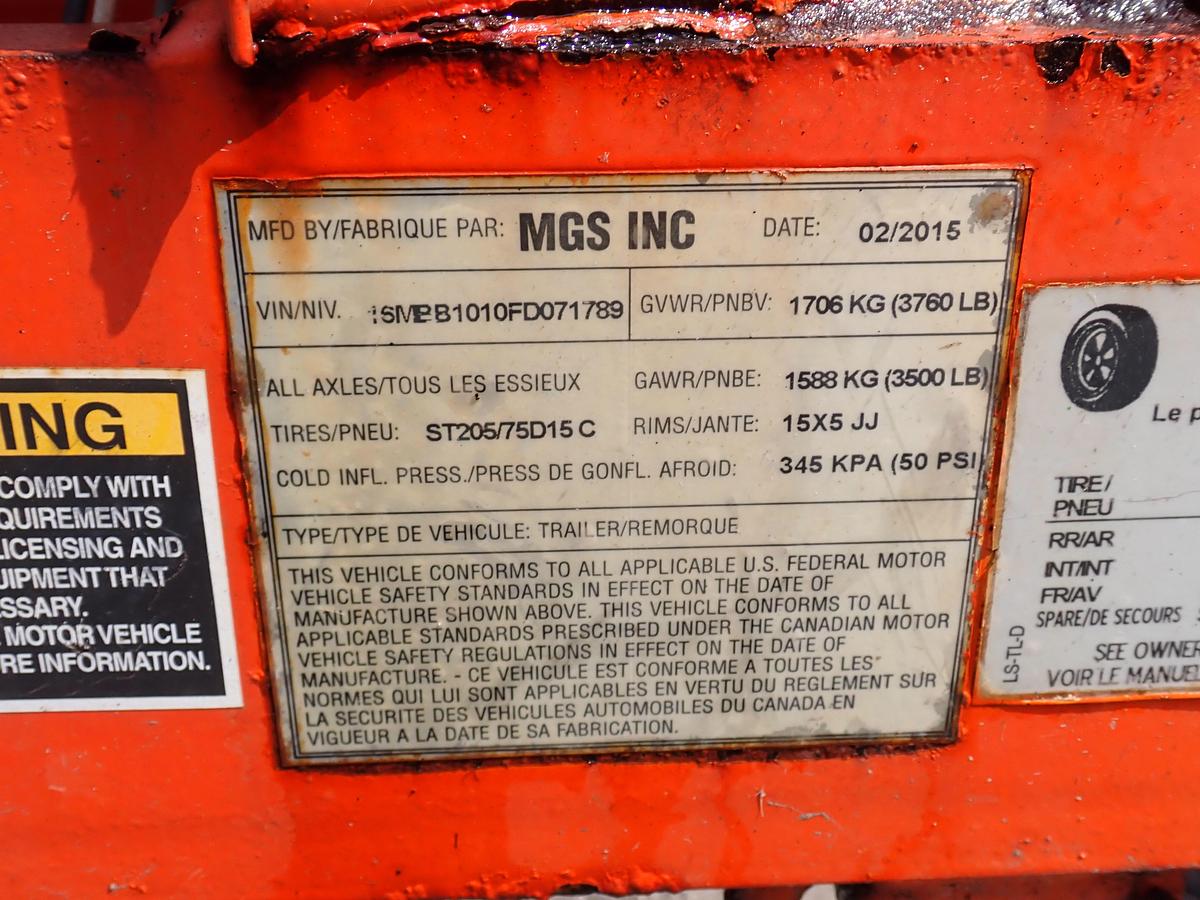 MFD BY/FABRIQUE PAR: MGS INC DATE: 02/2015
VIN/NIV. GVWR/PNBV: 1706 KG (3760 LB)
ALL AXLES/TOUS LES ESSIEUX GAWR/PNBE: 1588 KG (3500 LB)
TIRES/PNEU: ST205/75D15 C RIMS/JANTE: 15X5 JJ
COLD INFL. PRESS./PRESS DE GONFL. AFROID: 345 KPA (50 PSI
TYPE/TYPE DE VEHICULE: TRAILER/REMORQUE
THIS VEHICLE CONFORMS TO ALL APPLICABLE U.S. FEDERAL MOTOR
VEHICLE SAFETY STANDARDS IN EFFECT ON THE DATE OF
MANUFACTURE SHOWN ABOVE. THIS VEHICLE CONFORMS TO ALL
APPLICABLE STANDARDS PRESCRIBED UNDER THE CANADIAN MOTOR
VEHICLE SAFETY REGULATIONS IN EFFECT ON THE DATE OF
MANUFACTURE. - CE VEHICULE EST CONFORME A TOUTES LES
NORMES QUI LUI SONT APPLICABLES EN VERTU DU REGLEMENT SUR
LA SECURITE DES VEHICULES AUTOMOBILES DU CANADA EN
VIGUEUR A LA DATE DE SA FABRICATION.
ING
COMPLY WITH
QUIREMENTS
LICENSING AND
UIPMENT THAT
SSARY.
MOTOR VEHICLE
RE INFORMATION.
Le p
TIRE/
PNEU
RR/AR
INT/INT
FR/AV
SPARE/DE SECOURS
SEE OWNER
VOIR LE MANUEL
LS-TL-D